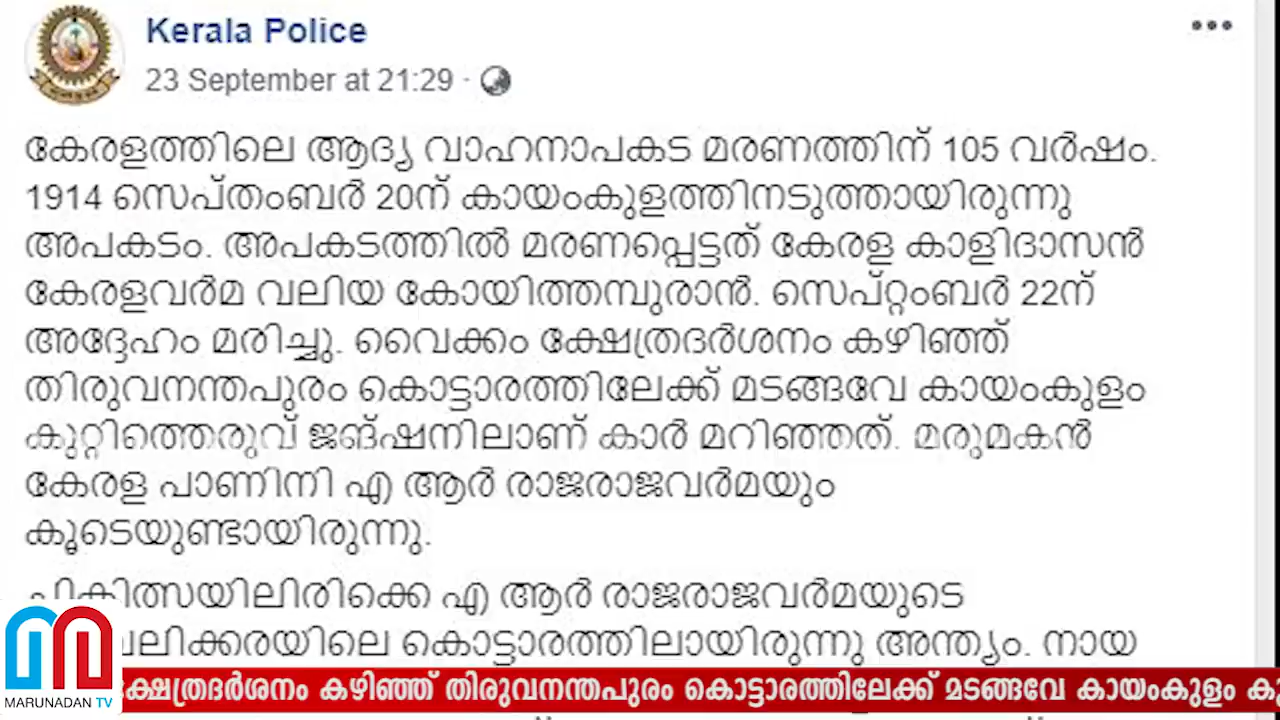 Kerala Police
23 September at 21:29 ·
കേരളത്തിലെ ആദ്യ വാഹനാപകട മരണത്തിന് 105 വർഷം.
1914 സെപ്തംബർ 20ന് കായംകുളത്തിനടുത്തായിരുന്നു
അപകടം. അപകടത്തിൽ മരണപ്പെട്ടത് കേരള കാളിദാസൻ
കേരളവർമ വലിയ കോയിത്തമ്പുരാൻ. സെപ്റ്റംബർ 22ന്
അദ്ദേഹം മരിച്ചു. വൈക്കം ക്ഷേത്രദർശനം കഴിഞ്ഞ്
തിരുവനന്തപുരം കൊട്ടാരത്തിലേക്ക് മടങ്ങവേ കായംകുളം
കുറ്റിത്തെരുവ് ജങ്ഷനിലാണ് കാർ മറിഞ്ഞത്. മരുമകൻ
കേരള പാണിനി എ ആർ രാജരാജവർമയും
കൂടെയുണ്ടായിരുന്നു.
ചികിത്സയിലിരിക്കെ എ ആർ രാജരാജവർമയുടെ
വലിക്കരയിലെ കൊട്ടാരത്തിലായിരുന്നു അന്ത്യം. നായ
MARUNADAN TV
ക്ഷേത്രദർശനം കഴിഞ്ഞ് തിരുവനന്തപുരം കൊട്ടാരത്തിലേക്ക് മടങ്ങവേ കായംകുളം